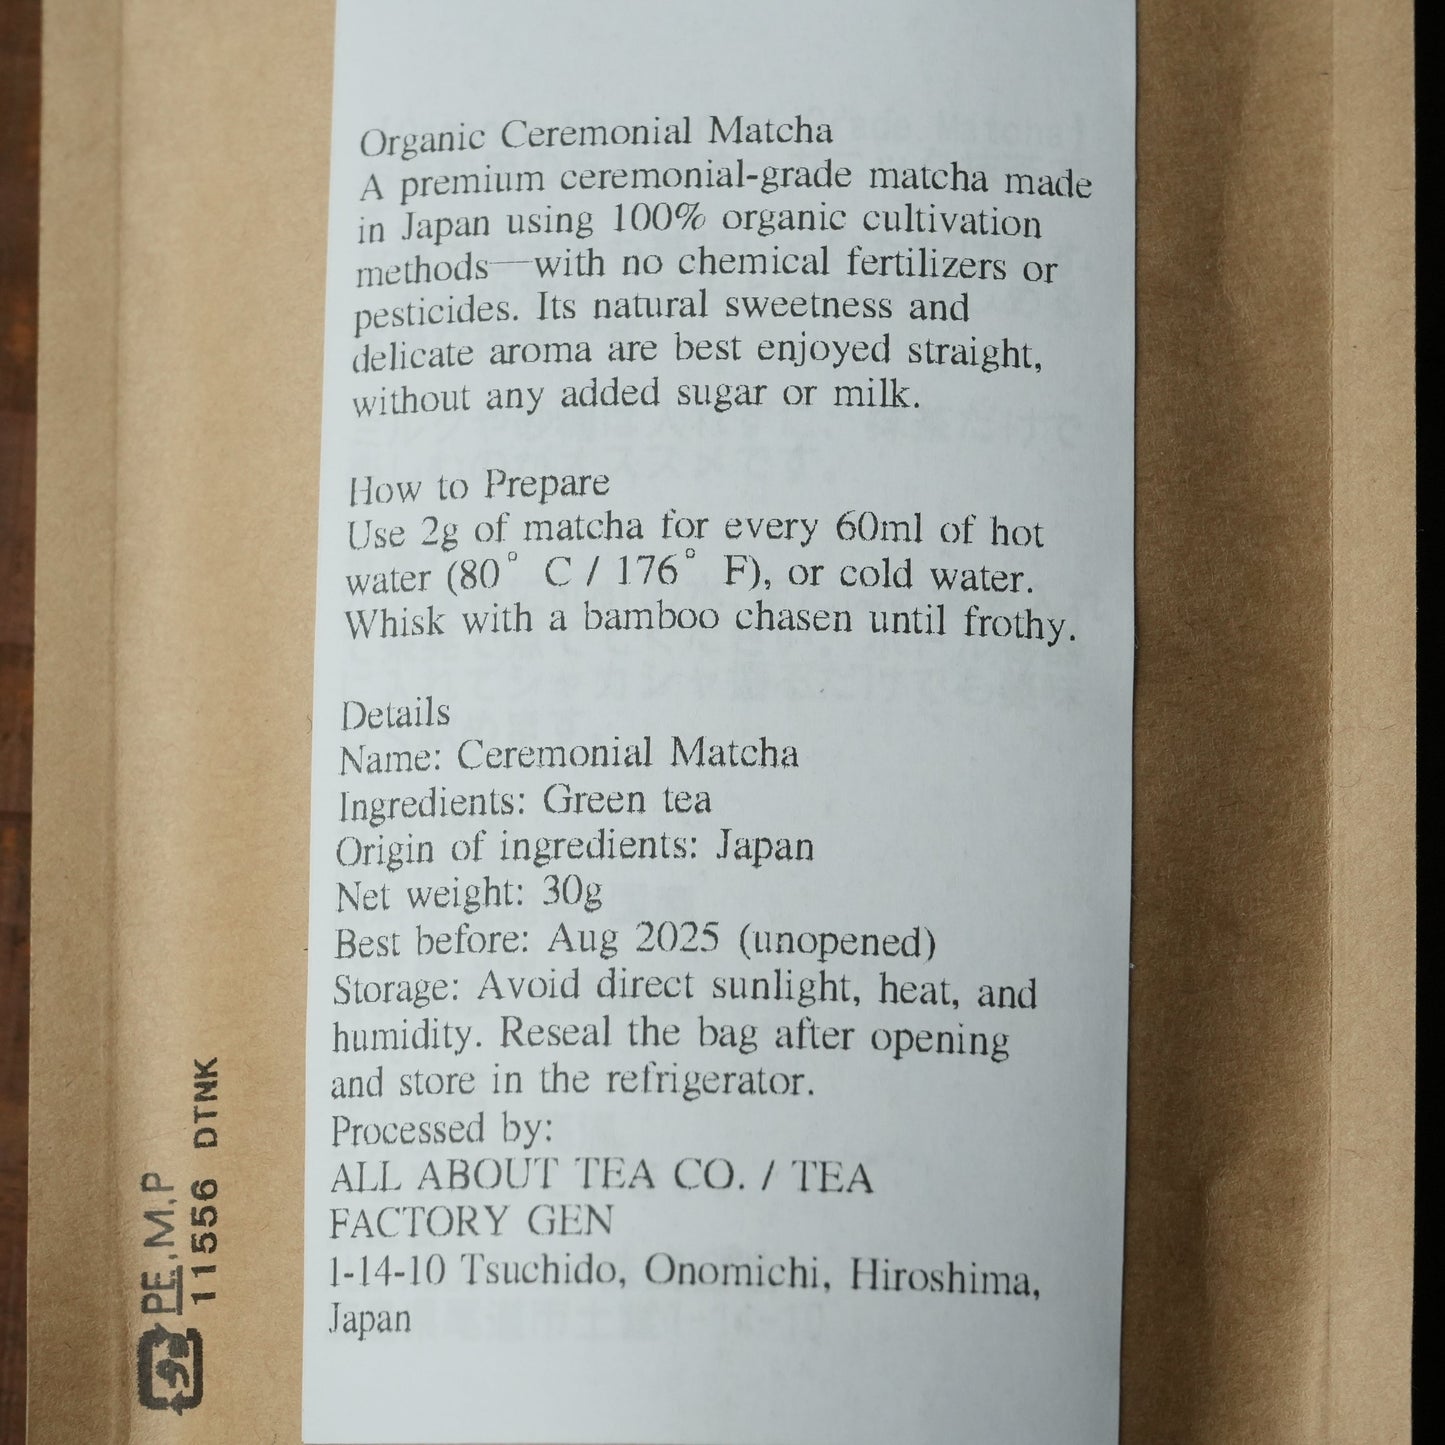 Organic Ceremonial Matcha
A premium ceremonial-grade matcha made
in Japan using 100% organic cultivation
methods—with no chemical fertilizers or
pesticides. Its natural sweetness and
delicate aroma are best enjoyed straight,
without any added sugar or milk.
How to Prepare
Use 2g of matcha for every 60ml of hot
water (80° C / 176° F), or cold water.
Whisk with a bamboo chasen until frothy.
Details
Name: Ceremonial Matcha
Ingredients: Green tea
Origin of ingredients: Japan
Net weight: 30g
Best before: Aug 2025 (unopened)
Storage: Avoid direct sunlight, heat, and
humidity. Reseal the bag after opening
and store in the refrigerator.
Processed by:
ALL ABOUT TEA CO. / TEA
FACTORY GEN
1-14-10 Tsuchido, Onomichi, Hiroshima,
Japan
PE,M,P
11556 DTNK